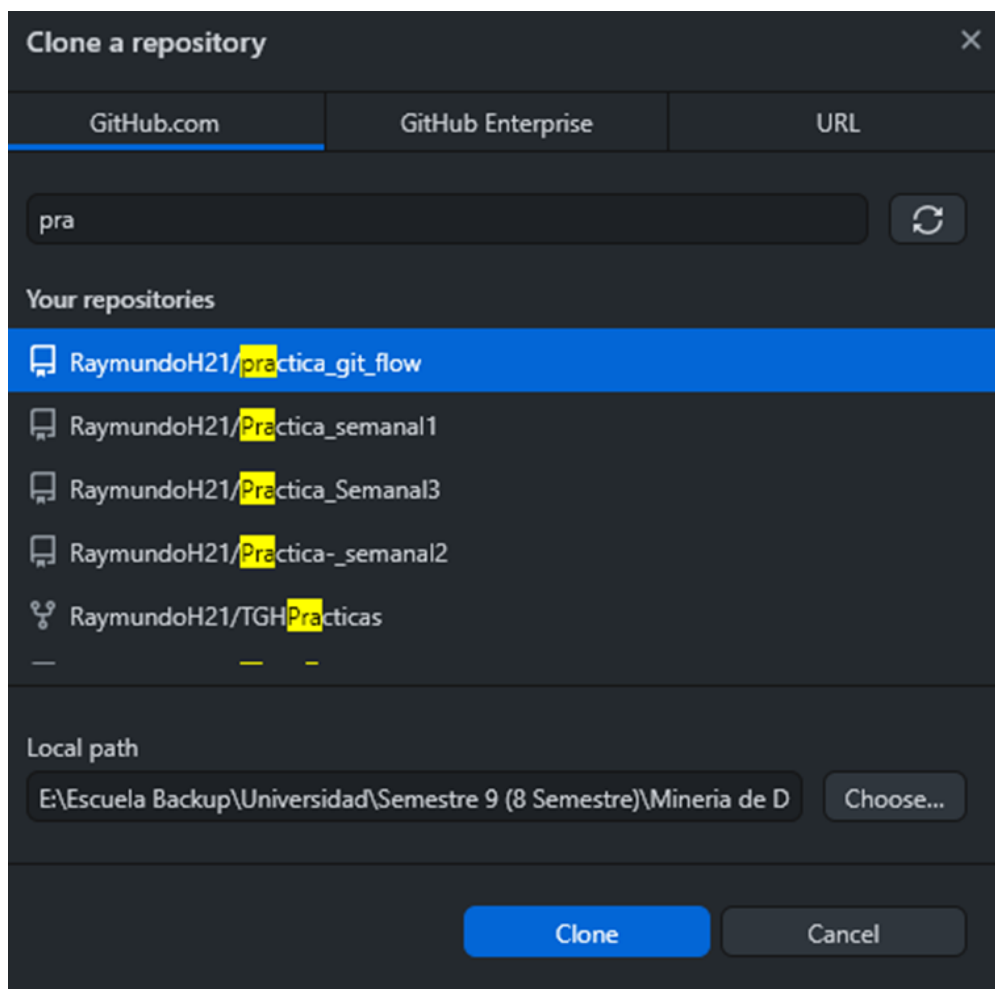 Clone a repository
GitHub.com GitHub Enterprise URL
pra
Your repositories
RaymundoH21/practica_git_flow
RaymundoH21/Practica_semanal1
RaymundoH21/Practica_Semanal3
RaymundoH21/Practica-_semanal2
RaymundoH21/TGHPracticas
Local path
E:\Escuela Backup\Universidad\Semestre 9 (8 Semestre)\Mineria de D Choose...
Clone Cancel